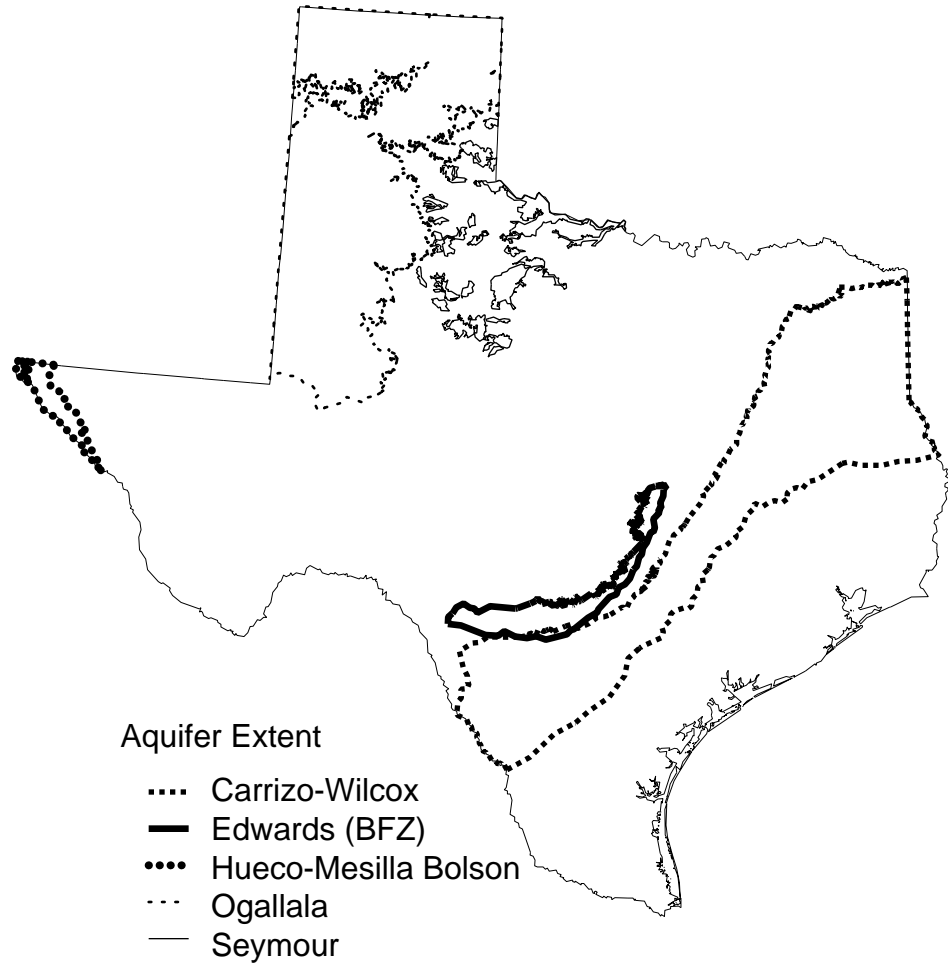 Aquifer Extent
Carrizo-Wilcox
Edwards (BFZ)
Hueco-Mesilla Bolson
Ogallala
Seymour